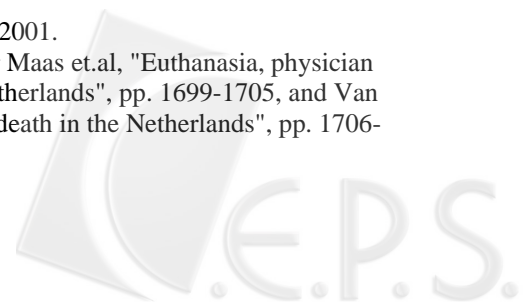 2001.
Maas et.al, "Euthanasia, physician
therlands", pp. 1699-1705, and Van
death in the Netherlands", pp. 1706-
C.E.P.S.